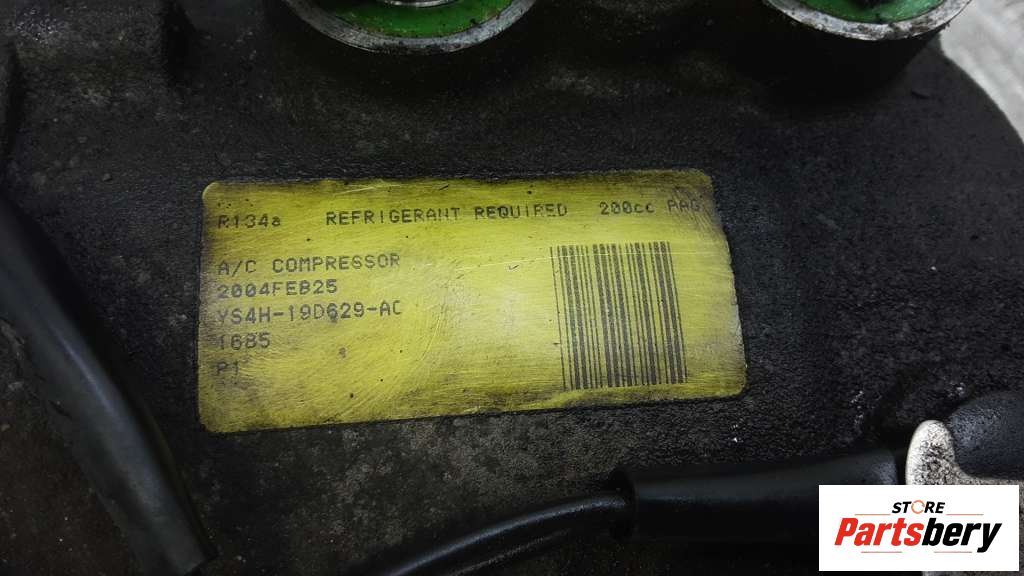 R134a REFRIGERANT REQUIRED 200cc PAG
A/C COMPRESSOR
2004FEB25
YS4H-19D629-AC
1685
P1
STORE
Partsbery